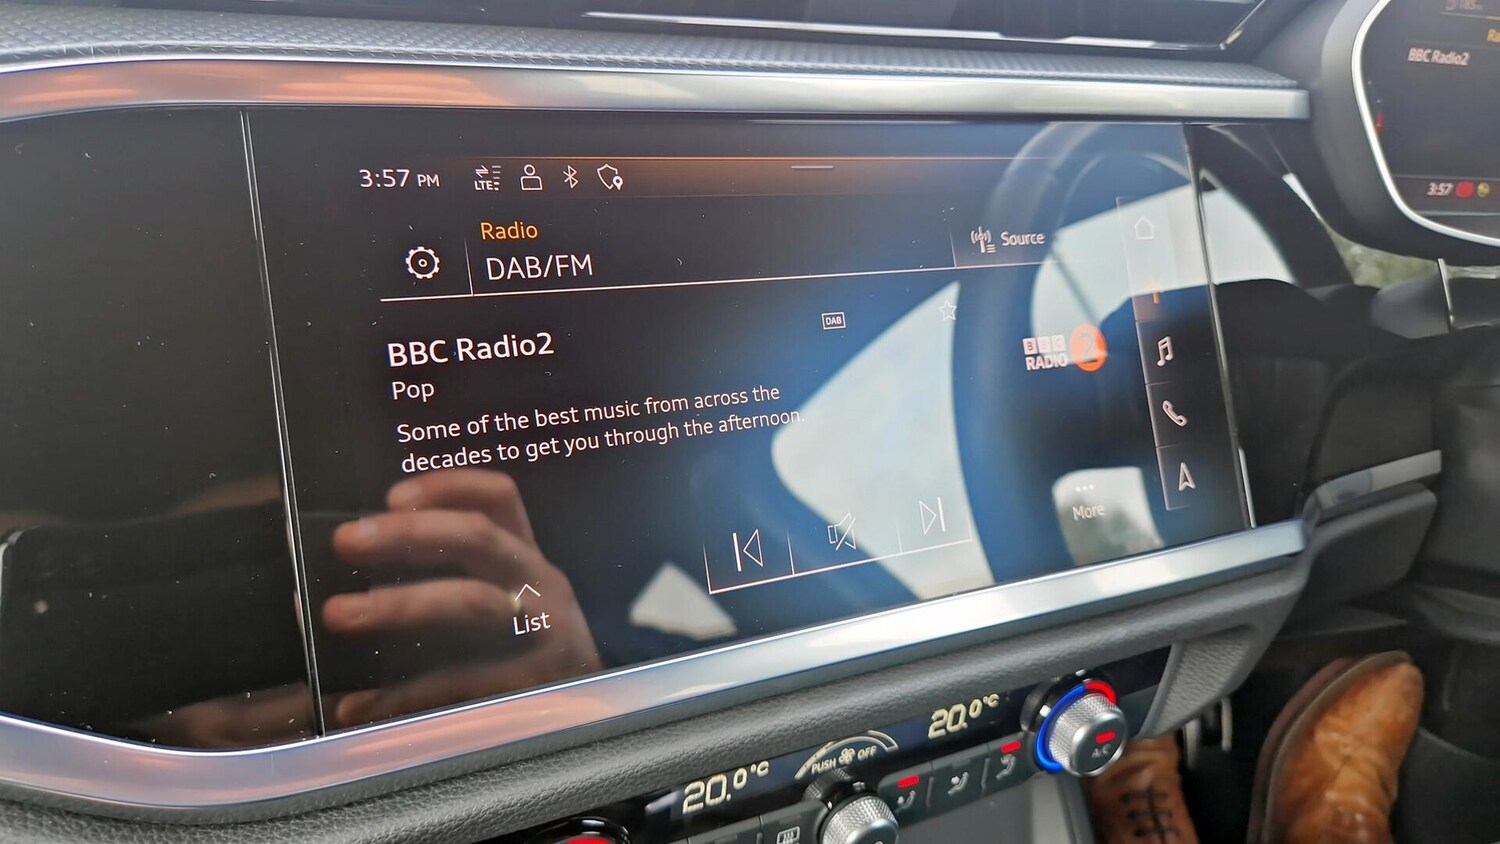 BBC Radio2
3:57
3:57 PM
LTE
Radio
DAB/FM
Source
BBC Radio2
DAB
BBC
RADIO 2
Pop
Some of the best music from across the
decades to get you through the afternoon.
More
List
20.0°C
PUSH OFF
20.0°C
A/C